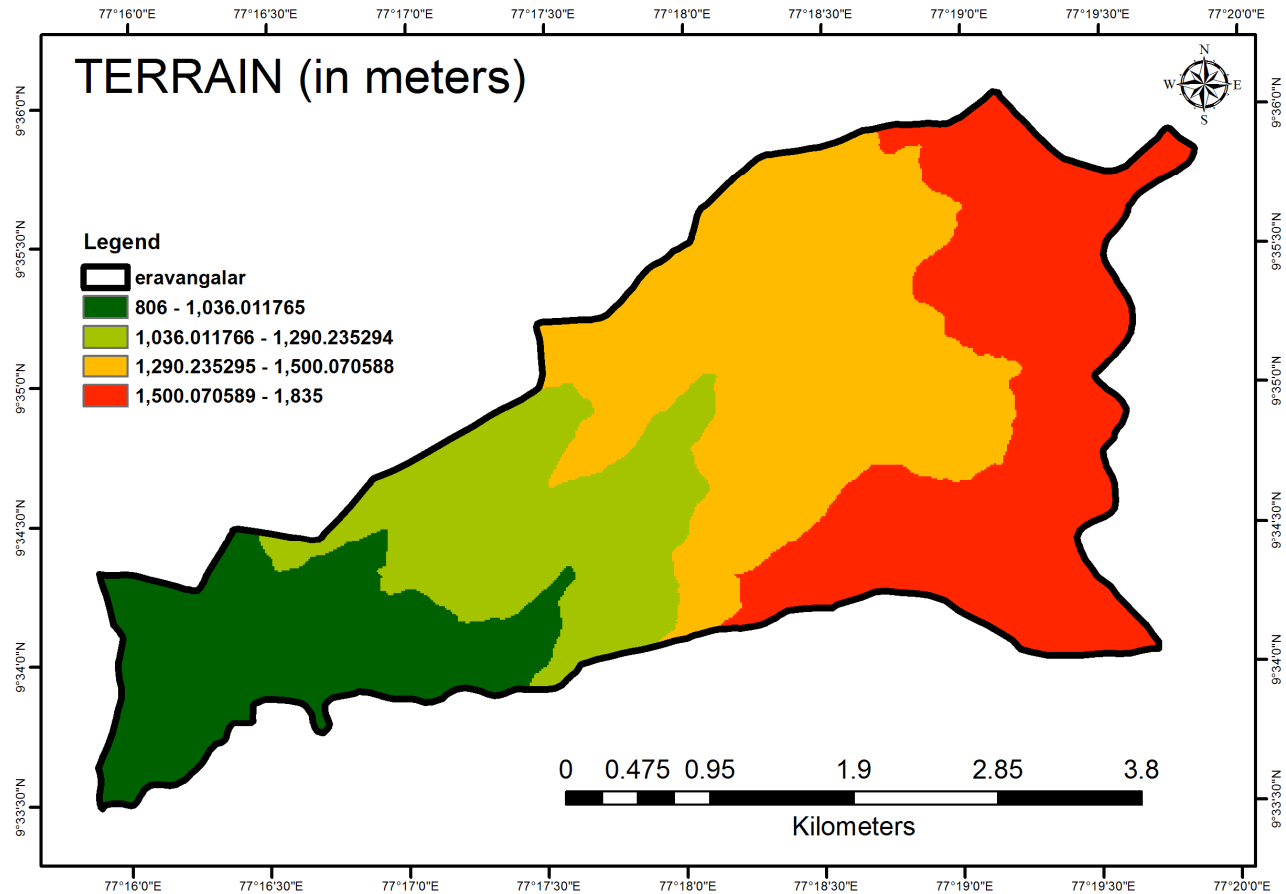 77°16'0"E 77°16'30"E 77°17'0"E 77°17'30"E 77°18'0"E 77°18'30"E 77°19'0"E 77°19'30"E 77°20'0"E
TERRAIN (in meters)
N
W E
S
9°36'0"N 9°36'0"N
9°35'30"N 9°35'30"N
Legend
eravangalar
806 - 1,036.011765
1,036.011766 - 1,290.235294
1,290.235295 - 1,500.070588
1,500.070589 - 1,835
9°35'0"N 9°35'0"N
9°34'30"N 9°34'30"N
9°34'0"N 9°34'0"N
0 0.475 0.95 1.9 2.85 3.8
Kilometers
9°33'30"N 9°33'30"N
77°16'0"E 77°16'30"E 77°17'0"E 77°17'30"E 77°18'0"E 77°18'30"E 77°19'0"E 77°19'30"E 77°20'0"E